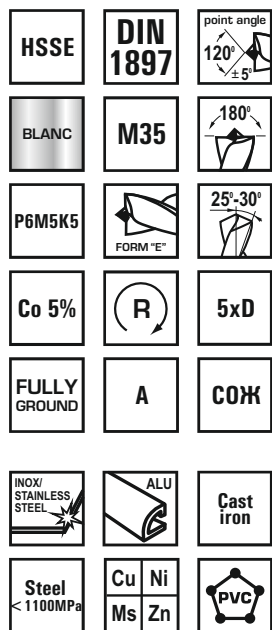 HSSE
DIN
1897
point angle
120°
±5°
BLANC
M35
180°
P6M5K5
FORM "E"
25°-30°
Co 5%
R
5xD
FULLY
GROUND
A
СОЖ
INOX/
STAINLESS
STEEL
ALU
Cast
iron
Steel
<1100MPa
Cu Ni
Ms Zn
PVC